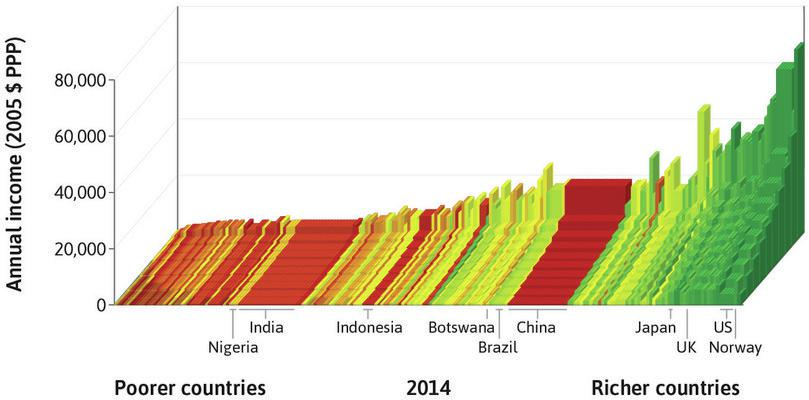 Annual income (2005 $ PPP)
80,000
60,000
40,000
20,000
0
India
Indonesia
Botswana
China
Japan
US
Nigeria
Brazil
UK
Norway
Poorer countries
2014
Richer countries